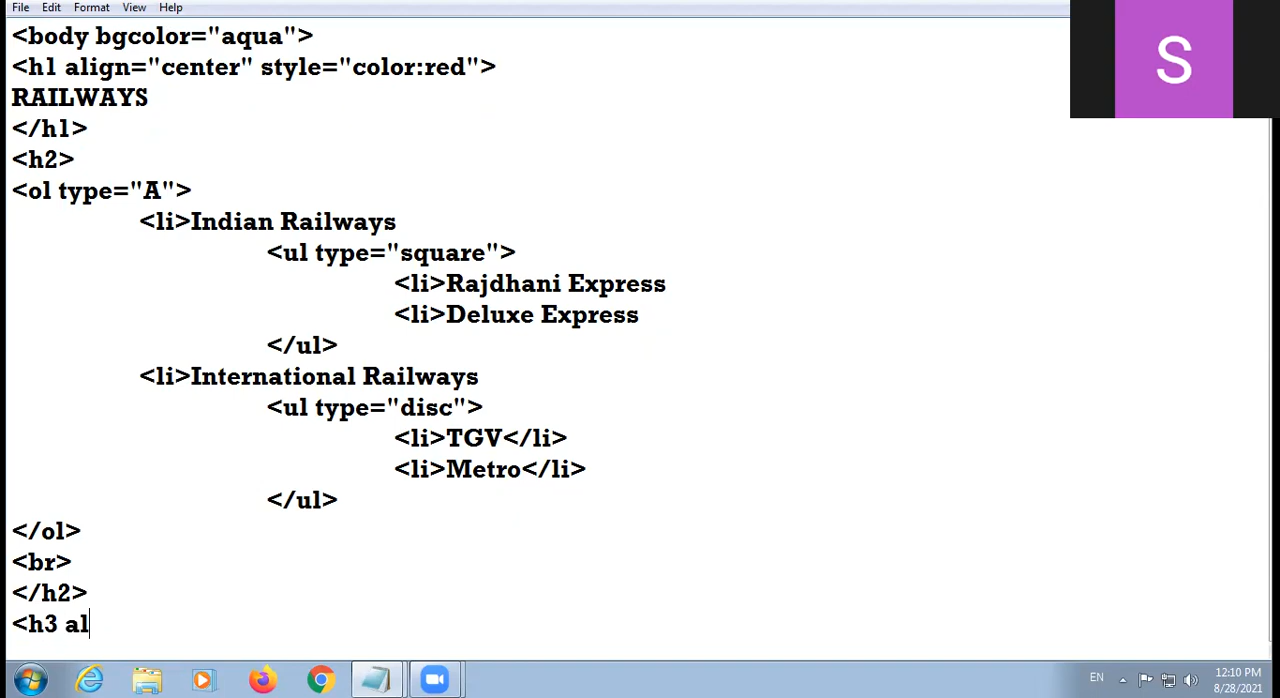 File Edit Format View Help
<body bgcolor="aqua">
<h1 align="center" style="color:red">
RAILWAYS
</h1>
<h2>
<ol type="A">
<li>Indian Railways
<ul type="square">
<li>Rajdhani Express
<li>Deluxe Express
</ul>
<li>International Railways
<ul type="disc">
<li>TGV</li>
<li>Metro</li>
</ul>
</ol>
<br>
</h2>
<h3 al
S
EN
12:10 PM
8/28/2021